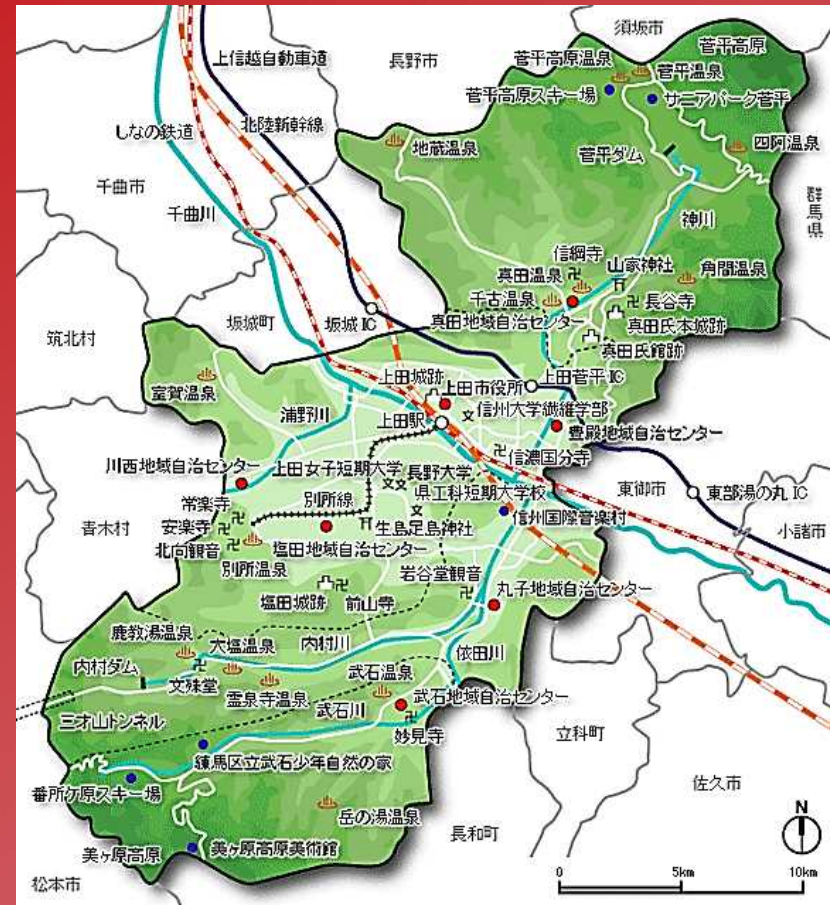 須坂市
上信越自動車道
長野市
菅平高原温泉
菅平高原
菅平温泉
菅平高原スキー場
サニアパーク菅平
しなの鉄道
北陸新幹線
地蔵温泉
菅平ダム
四阿温泉
千曲市
群馬県
千曲川
神川
信綱寺
山家神社
真田温泉
角間温泉
千古温泉
長谷寺
坂城町
坂城IC
真田地域自治センター
真田氏本城跡
筑北村
真田氏館跡
上田城跡
上田菅平IC
室賀温泉
上田市役所
浦野川
上田駅
信州大学繊維学部
豊殿地域自治センター
信濃国分寺
川西地域自治センター
上田女子短期大学
長野大学
東御市
東部湯の丸IC
県工科短期大学校
常楽寺
別所線
信州国際音楽村
青木村
安楽寺
生島足島神社
小諸市
北向観音
塩田地域自治センター
別所温泉
岩谷堂観音
丸子地域自治センター
塩田城跡
前山寺
鹿教湯温泉
大塩温泉
内村川
依田川
内村ダム
文殊堂
霊泉寺温泉
武石温泉
武石地域自治センター
三才山トンネル
武石川
妙見寺
立科町
練馬区立武石少年自然の家
佐久市
番所ケ原スキー場
岳の湯温泉
長和町
N
美ヶ原高原
美ヶ原高原美術館
松本市
0
5km
10km